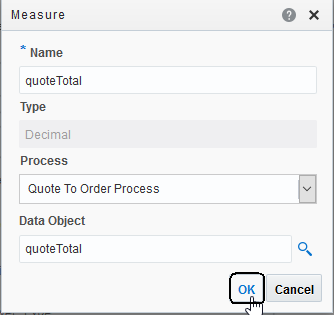 Measure
* Name
quoteTotal
Type
Decimal
Process
Quote To Order Process
Data Object
quoteTotal
OK Cancel